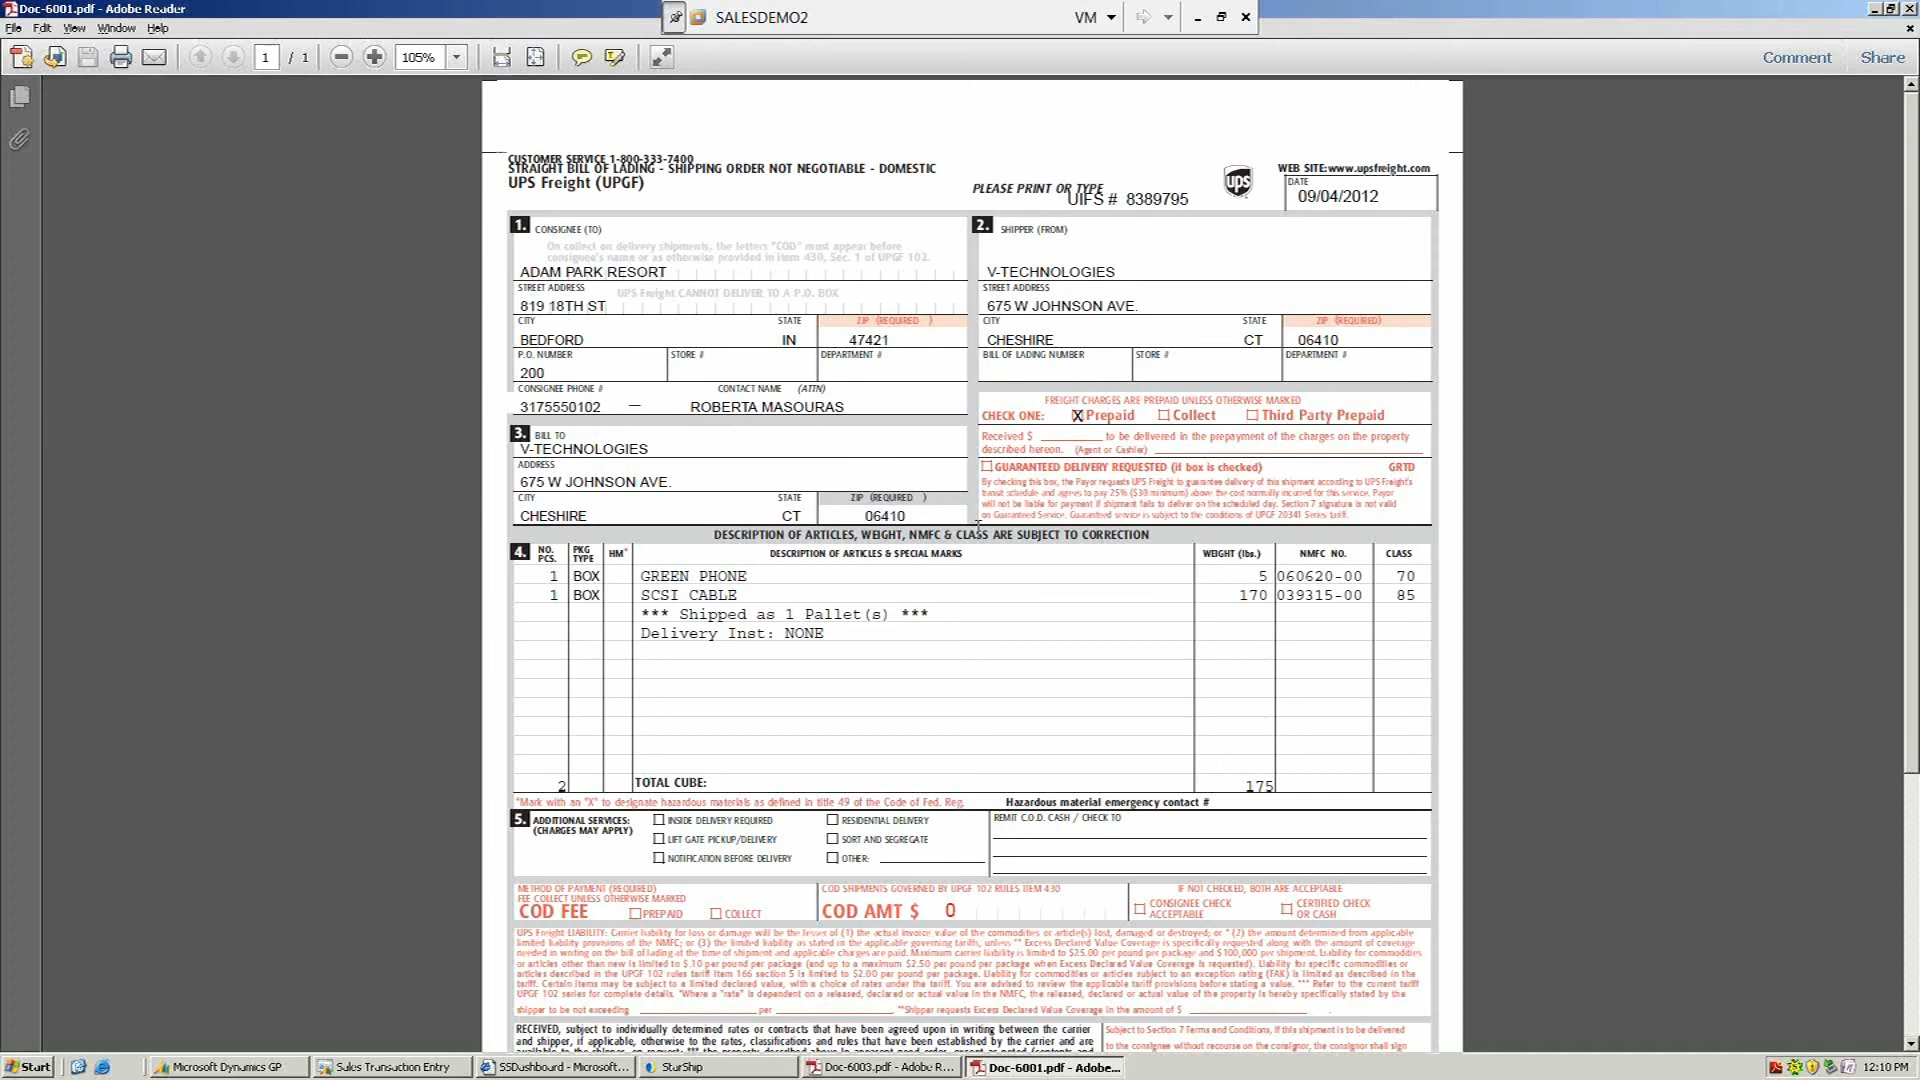 Doc-6001.pdf - Adobe Reader
SALESDEMO2
VM
File Edit View Window Help
1 / 1
105%
Comment Share
CUSTOMER SERVICE 1-800-333-7400
STRAIGHT BILL OF LADING - SHIPPING ORDER NOT NEGOTIABLE - DOMESTIC
UPS Freight (UPGF)
PLEASE PRINT OR TYPE
UIFS # 8389795
ups
WEB SITE:www.upsfreight.com
DATE
09/04/2012
1. CONSIGNEE (TO)
On collect on delivery shipments, the letters "COD" must appear before
consignee's name or as otherwise provided in item 430, Sec. 1 of UPGF 102.
ADAM PARK RESORT
STREET ADDRESS UPS Freight CANNOT DELIVER TO A P.O. BOX
819 18TH ST
CITY STATE ZIP (REQUIRED )
BEDFORD IN 47421
P.O. NUMBER STORE # DEPARTMENT #
200
CONSIGNEE PHONE # CONTACT NAME (ATTN)
3175550102 — ROBERTA MASOURAS
2. SHIPPER (FROM)
V-TECHNOLOGIES
STREET ADDRESS
675 W JOHNSON AVE.
CITY STATE ZIP (REQUIRED)
CHESHIRE CT 06410
BILL OF LADING NUMBER STORE # DEPARTMENT #
FREIGHT CHARGES ARE PREPAID UNLESS OTHERWISE MARKED
CHECK ONE: X Prepaid Collect Third Party Prepaid
Received $ __________ to be delivered in the prepayment of the charges on the property
described hereon. (Agent or Cashier)
GUARANTEED DELIVERY REQUESTED (if box is checked) GRTD
By checking this box, the Payor requests UPS Freight to guarantee delivery of this shipment according to UPS Freight's
transit schedule and agrees to pay 25% ($30 minimum) above the cost normally incurred for this service. Payor
will not be liable for payment if shipment fails to deliver on the scheduled day. Section 7 signature is not valid
on Guaranteed Service. Guaranteed service is subject to the conditions of UPGF 20341 Series tariff.
3. BILL TO
V-TECHNOLOGIES
ADDRESS
675 W JOHNSON AVE.
CITY STATE ZIP (REQUIRED )
CHESHIRE CT 06410
DESCRIPTION OF ARTICLES, WEIGHT, NMFC & CLASS ARE SUBJECT TO CORRECTION
4. NO. PCS. PKG TYPE HM* DESCRIPTION OF ARTICLES & SPECIAL MARKS WEIGHT (lbs.) NMFC NO. CLASS
1 BOX GREEN PHONE 5 060620-00 70
1 BOX SCSI CABLE 170 039315-00 85
*** Shipped as 1 Pallet(s) ***
Delivery Inst: NONE
2 TOTAL CUBE: 175
*Mark with an "X" to designate hazardous materials as defined in title 49 of the Code of Fed. Reg. Hazardous material emergency contact #
5. ADDITIONAL SERVICES:
(CHARGES MAY APPLY)
INSIDE DELIVERY REQUIRED RESIDENTIAL DELIVERY
LIFT GATE PICKUP/DELIVERY SORT AND SEGREGATE
NOTIFICATION BEFORE DELIVERY OTHER:
REMIT C.O.D. CASH / CHECK TO
METHOD OF PAYMENT (REQUIRED)
FEE COLLECT UNLESS OTHERWISE MARKED
COD FEE PREPAID COLLECT
COD SHIPMENTS GOVERNED BY UPGF 102 RULES ITEM 430
COD AMT $ 0
IF NOT CHECKED, BOTH ARE ACCEPTABLE
CONSIGNEE CHECK ACCEPTABLE
CERTIFIED CHECK OR CASH
UPS Freight LIABILITY: Carrier liability for loss or damage will be the lesser of (1) the actual invoice value of the commodities or article(s) lost, damaged or destroyed; or * (2) the amount determined from applicable
limited liability provisions of the NMFC; or (3) the limited liability as stated in the applicable governing tariffs, unless ** Excess Declared Value Coverage is specifically requested along with the amount of coverage
needed in writing on the bill of lading at the time of shipment and applicable charges are paid. Maximum carrier liability is limited to $25.00 per pound per package and $100,000 per shipment. Liability for commodities
or articles other than new is limited to $.10 per pound per package (and up to a maximum $2.50 per pound per package when Excess Declared Value Coverage is requested). Liability for specific commodities or
articles described in the UPGF 102 rules tariff Item 166 section 5 is limited to $2.00 per pound per package. Liability for commodities or articles subject to an exception rating (FAK) is limited as described in the
tariff. Certain items may be subject to a limited declared value, with a choice of rates under the tariff. You are advised to review the applicable tariff provisions before stating a value. *** Refer to the current tariff
UPGF 102 series for complete details. "Where a "rate" is dependent on a released, declared or actual value in the NMFC, the released, declared or actual value of the property is hereby specifically stated by the
shipper to be not exceeding __________ per __________ **Shipper requests Excess Declared Value Coverage in the amount of $ __________ .
RECEIVED, subject to individually determined rates or contracts that have been agreed upon in writing between the carrier
and shipper, if applicable, otherwise to the rates, classifications and rules that have been established by the carrier and are
Subject to Section 7 Terms and Conditions, if this shipment is to be delivered
to the consignee without recourse on the consignor, the consignor shall sign
Start Microsoft Dynamics GP Sales Transaction Entry SSDashboard - Microsoft... StarShip Doc-6003.pdf - Adobe R... Doc-6001.pdf - Adobe... 12:10 PM